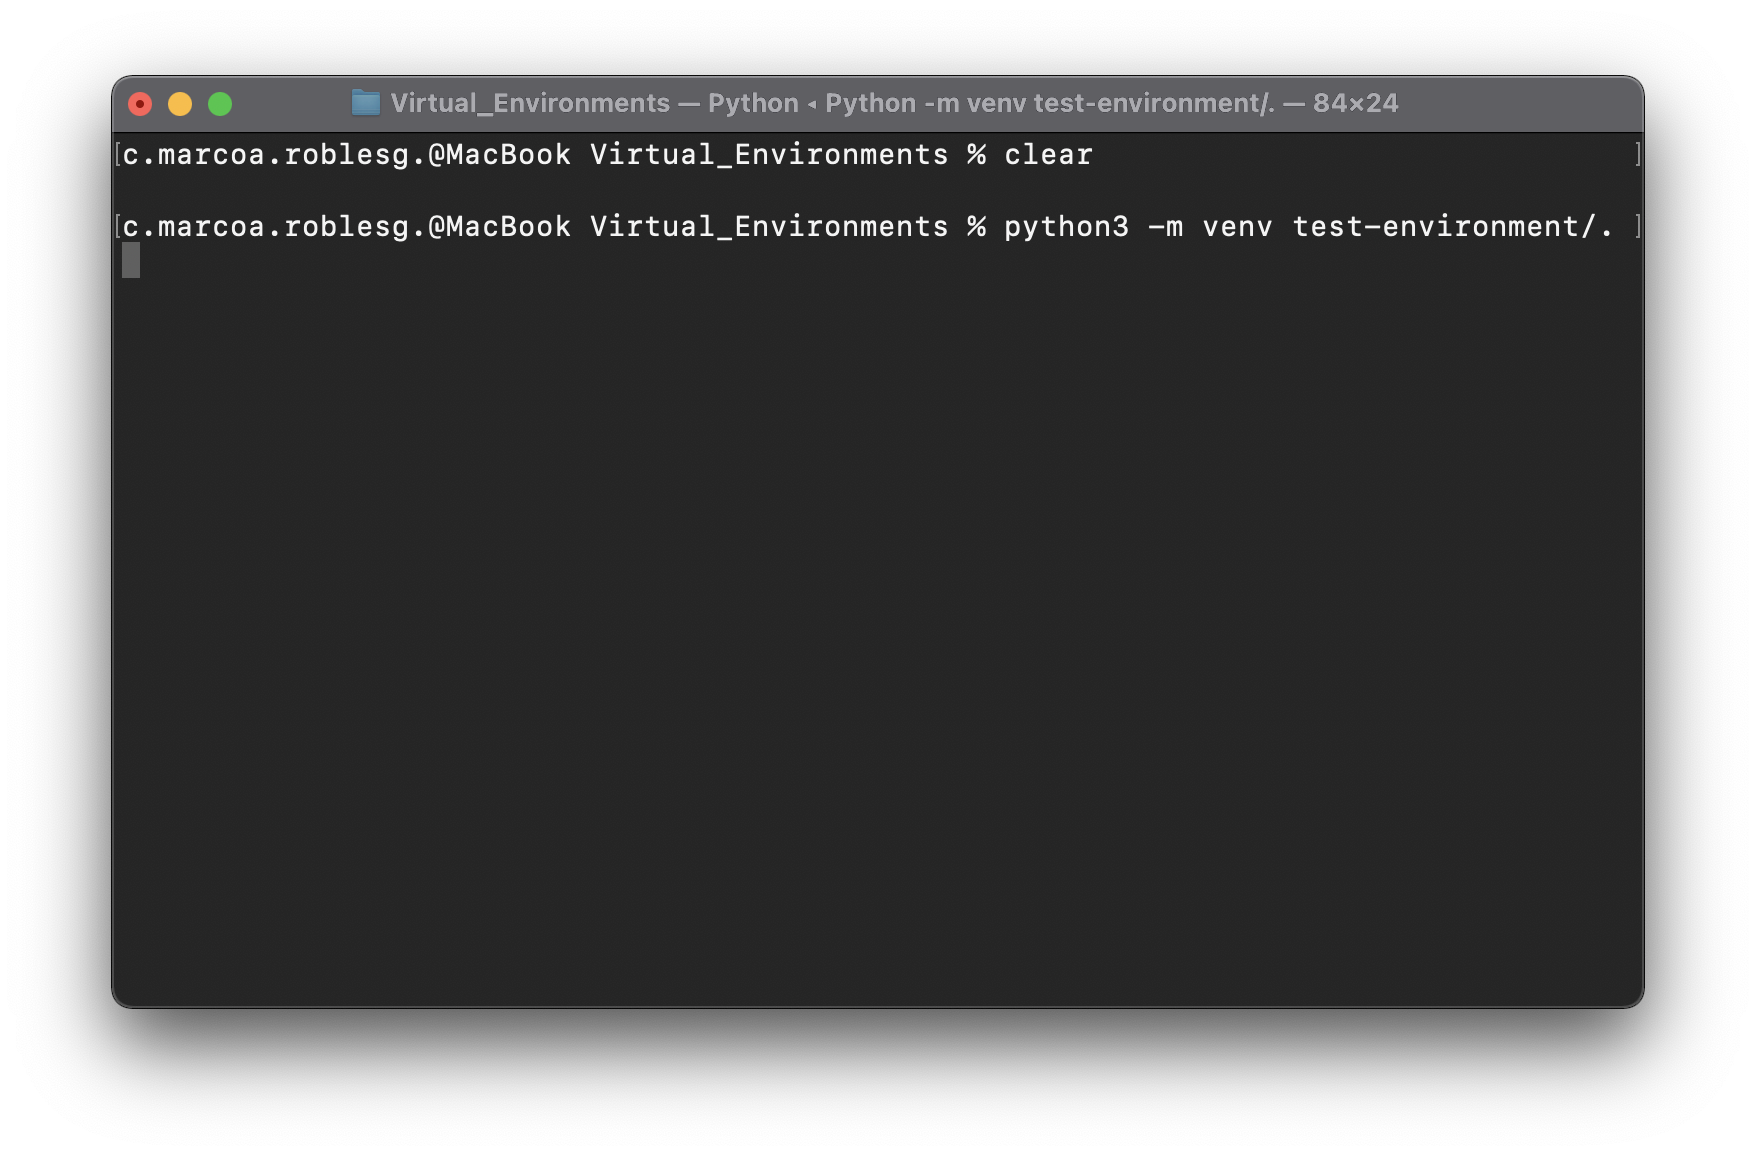 Virtual_Environments — Python ◂ Python -m venv test-environment/. — 84×24
[c.marcoa.roblesg.@MacBook Virtual_Environments % clear ]
[c.marcoa.roblesg.@MacBook Virtual_Environments % python3 -m venv test-environment/. ]